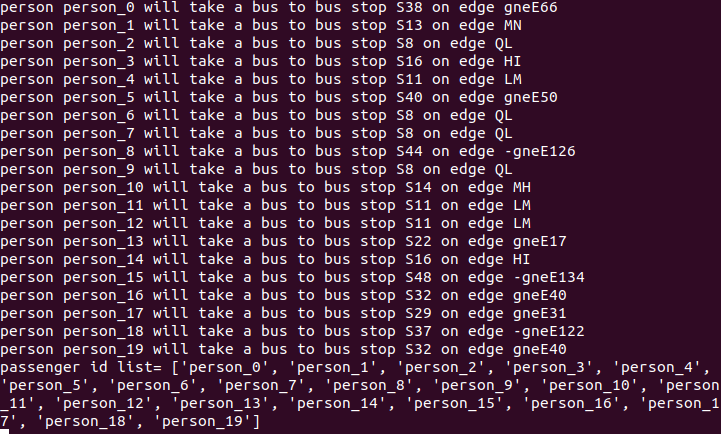 person person_0 will take a bus to bus stop S38 on edge gneE66
person person_1 will take a bus to bus stop S13 on edge MN
person person_2 will take a bus to bus stop S8 on edge QL
person person_3 will take a bus to bus stop S16 on edge HI
person person_4 will take a bus to bus stop S11 on edge LM
person person_5 will take a bus to bus stop S40 on edge gneE50
person person_6 will take a bus to bus stop S8 on edge QL
person person_7 will take a bus to bus stop S8 on edge QL
person person_8 will take a bus to bus stop S44 on edge -gneE126
person person_9 will take a bus to bus stop S8 on edge QL
person person_10 will take a bus to bus stop S14 on edge MH
person person_11 will take a bus to bus stop S11 on edge LM
person person_12 will take a bus to bus stop S11 on edge LM
person person_13 will take a bus to bus stop S22 on edge gneE17
person person_14 will take a bus to bus stop S16 on edge HI
person person_15 will take a bus to bus stop S48 on edge -gneE134
person person_16 will take a bus to bus stop S32 on edge gneE40
person person_17 will take a bus to bus stop S29 on edge gneE31
person person_18 will take a bus to bus stop S37 on edge -gneE122
person person_19 will take a bus to bus stop S32 on edge gneE40
passenger id list= ['person_0', 'person_1', 'person_2', 'person_3', 'person_4',
'person_5', 'person_6', 'person_7', 'person_8', 'person_9', 'person_10', 'person
_11', 'person_12', 'person_13', 'person_14', 'person_15', 'person_16', 'person_1
7', 'person_18', 'person_19']